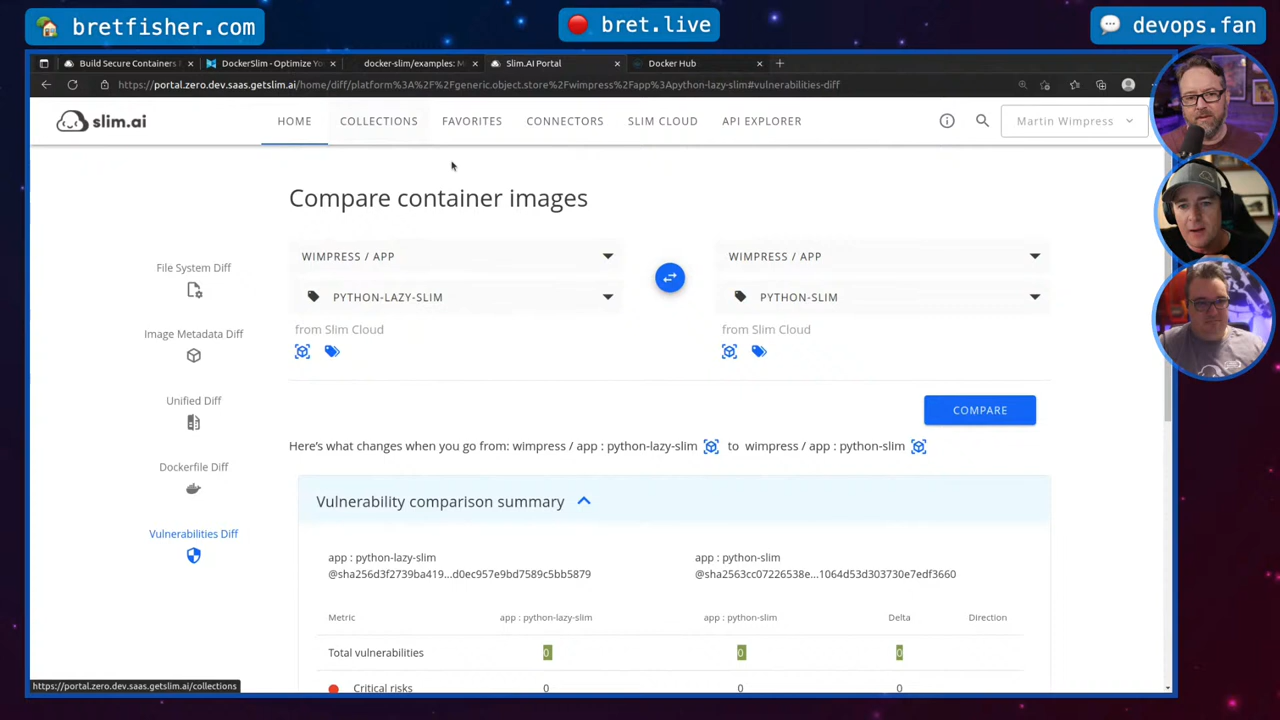 bretfisher.com
bret.live
devops.fan
Build Secure Containers
DockerSlim - Optimize Yo
docker-slim/examples: M
Slim.AI Portal
Docker Hub
https://portal.zero.dev.saas.getslim.ai/home/diff/platform%3A%2F%2Fgeneric.object.store%2Fwimpress%2Fapp%3Apython-lazy-slim#vulnerabilities-diff
slim.ai
HOME
COLLECTIONS
FAVORITES
CONNECTORS
SLIM CLOUD
API EXPLORER
Martin Wimpress
Compare container images
File System Diff
Image Metadata Diff
Unified Diff
Dockerfile Diff
Vulnerabilities Diff
WIMPRESS / APP
WIMPRESS / APP
PYTHON-LAZY-SLIM
PYTHON-SLIM
from Slim Cloud
from Slim Cloud
COMPARE
Here's what changes when you go from: wimpress / app : python-lazy-slim to wimpress / app : python-slim
Vulnerability comparison summary
app : python-lazy-slim
@sha256d3f2739ba419...d0ec957e9bd7589c5bb5879
app : python-slim
@sha2563cc07226538e...1064d53d303730e7edf3660
Metric app : python-lazy-slim app : python-slim Delta Direction
Total vulnerabilities 0 0 0
Critical risks 0 0 0
https://portal.zero.dev.saas.getslim.ai/collections